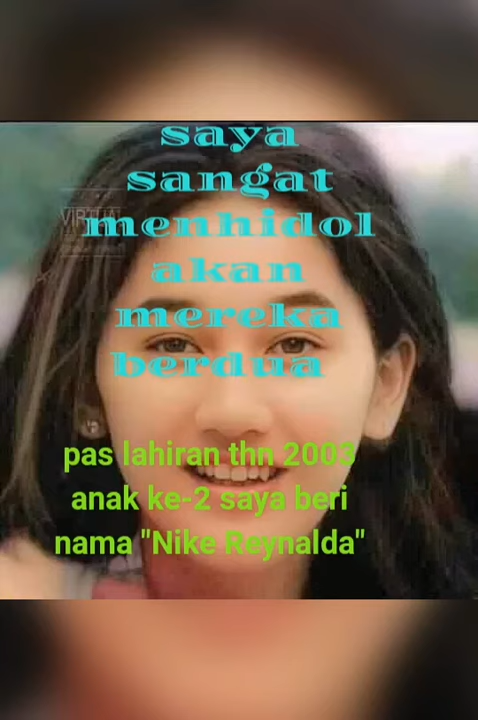 saya
sangat
menhidol
akan
mereka
berdua
pas lahiran thn 2003
anak ke-2 saya beri
nama "Nike Reynalda"